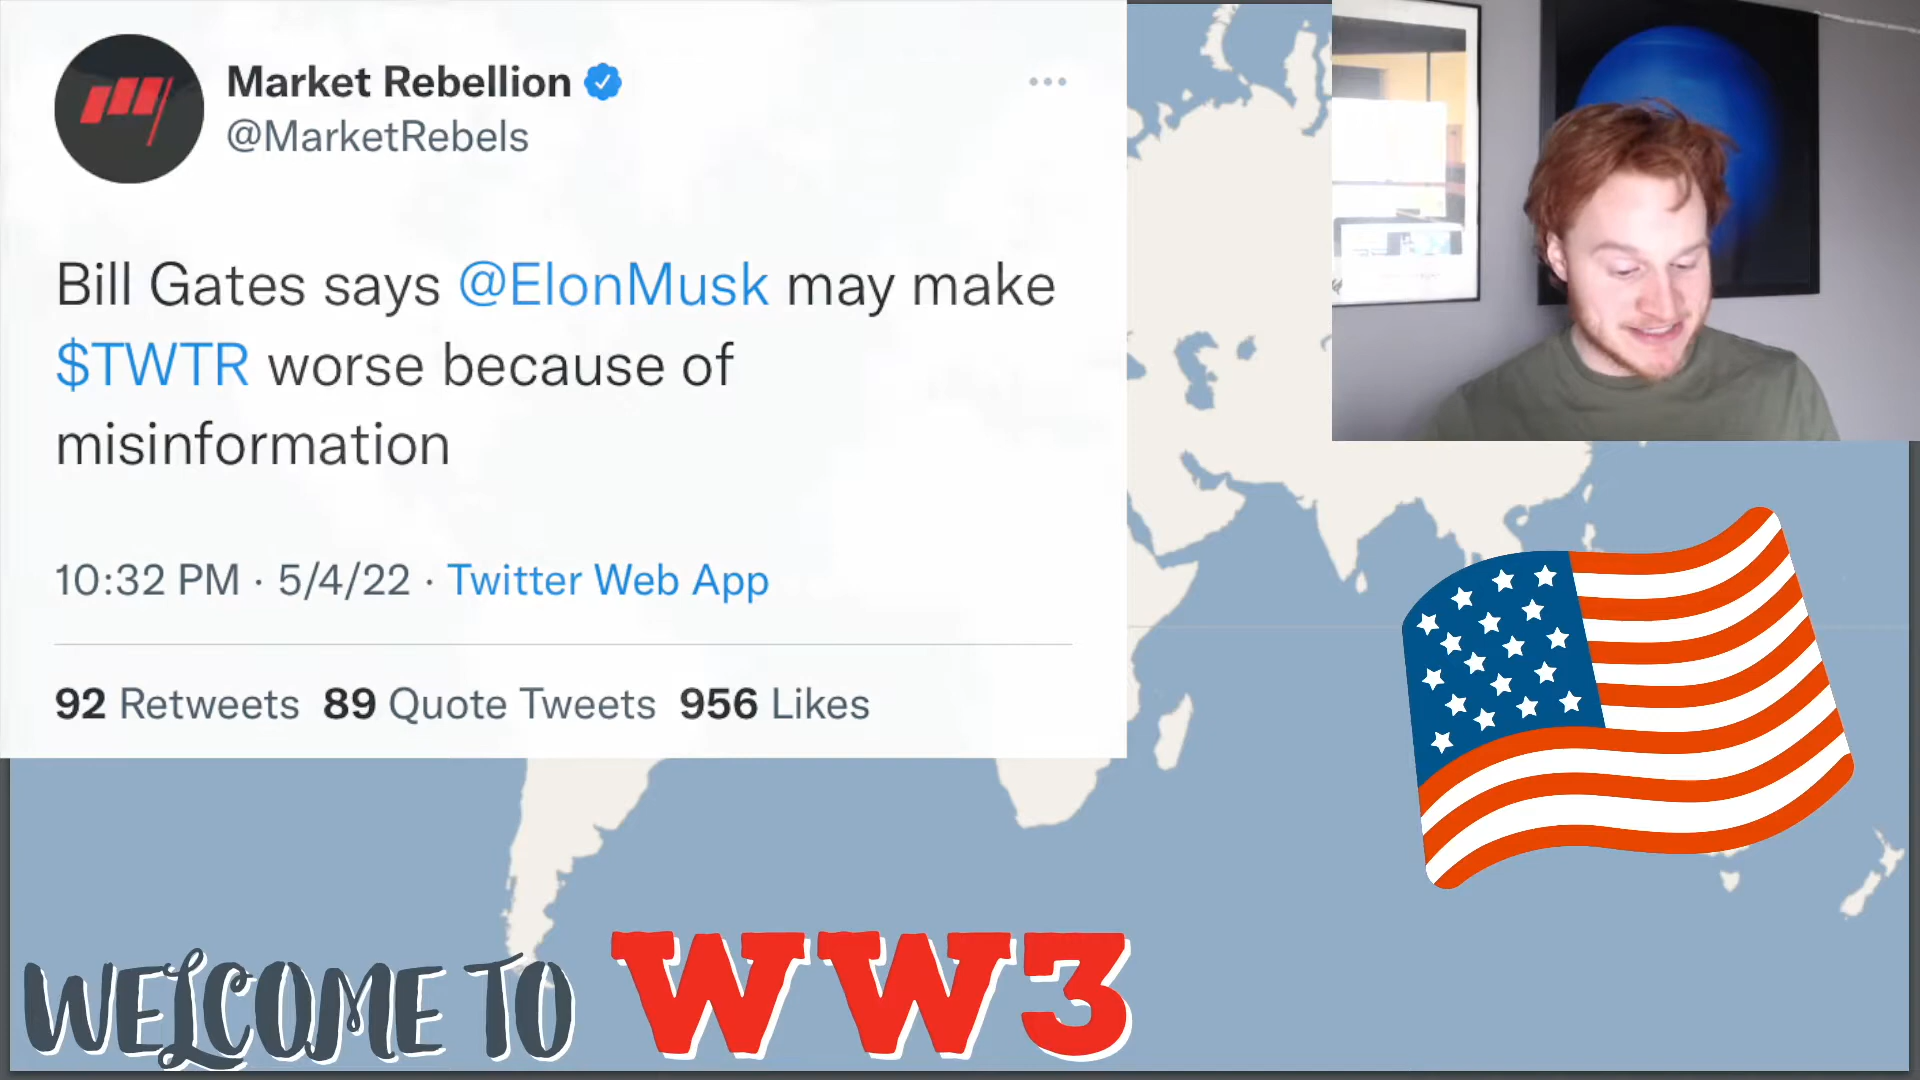 Market Rebellion
@MarketRebels
Bill Gates says @ElonMusk may make
$TWTR worse because of
misinformation
10:32 PM · 5/4/22 · Twitter Web App
92 Retweets 89 Quote Tweets 956 Likes
WELCOME TO WW3